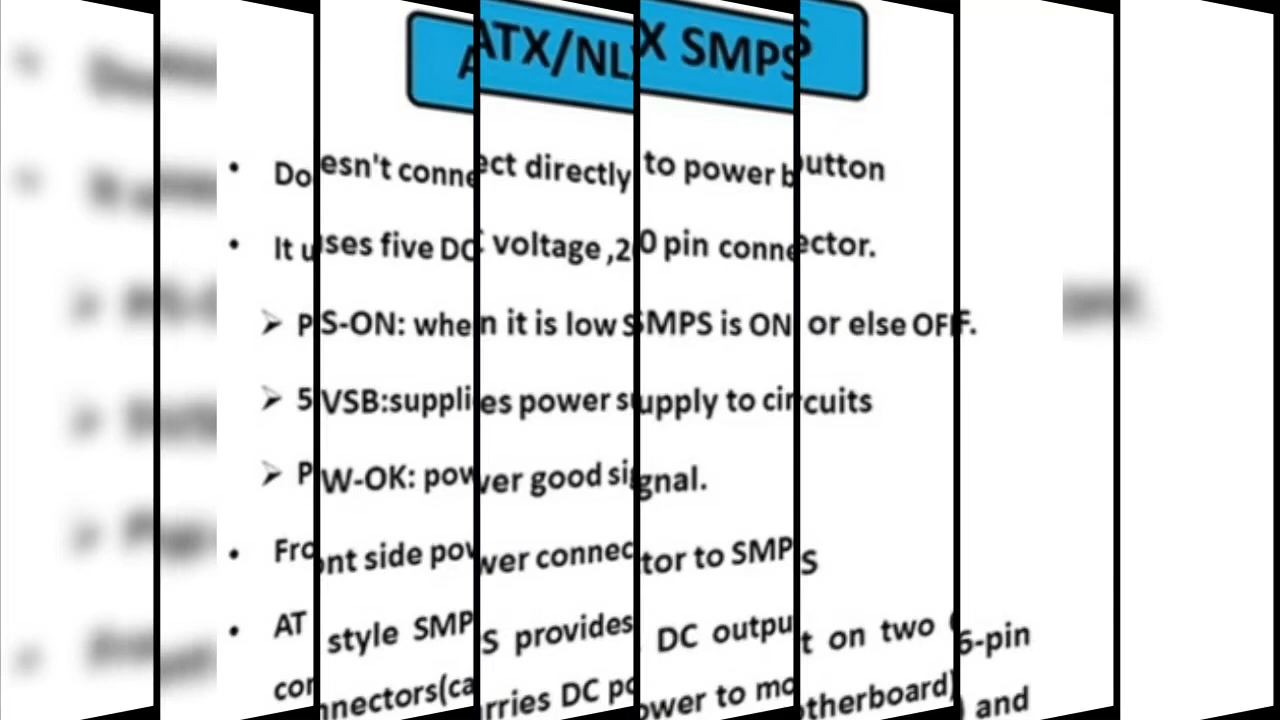 ATX/NLX SMPS
• Doesn't connect directly to power button
• It uses five DC voltage ,20 pin connector.
➢ PS-ON: when it is low SMPS is ON or else OFF.
➢ 5VSB:supplies power supply to circuits
➢ PW-OK: power good signal.
• Front side power connector to SMPS
• AT style SMPS provides DC output on two 6-pin
connectors(carries DC power to motherboard) and